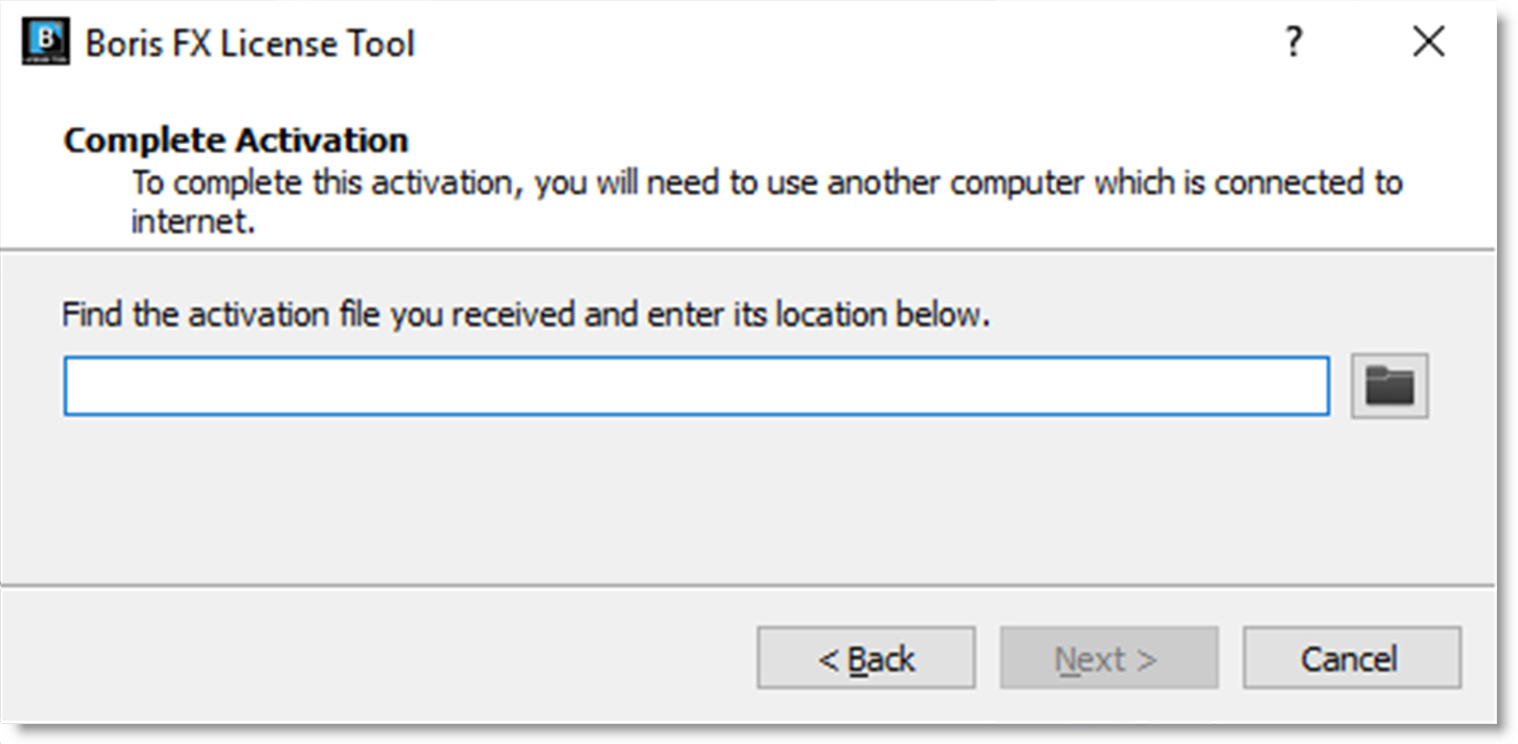 B
Boris FX License Tool
?
Complete Activation
To complete this activation, you will need to use another computer which is connected to
internet.
Find the activation file you received and enter its location below.
< Back
Next >
Cancel